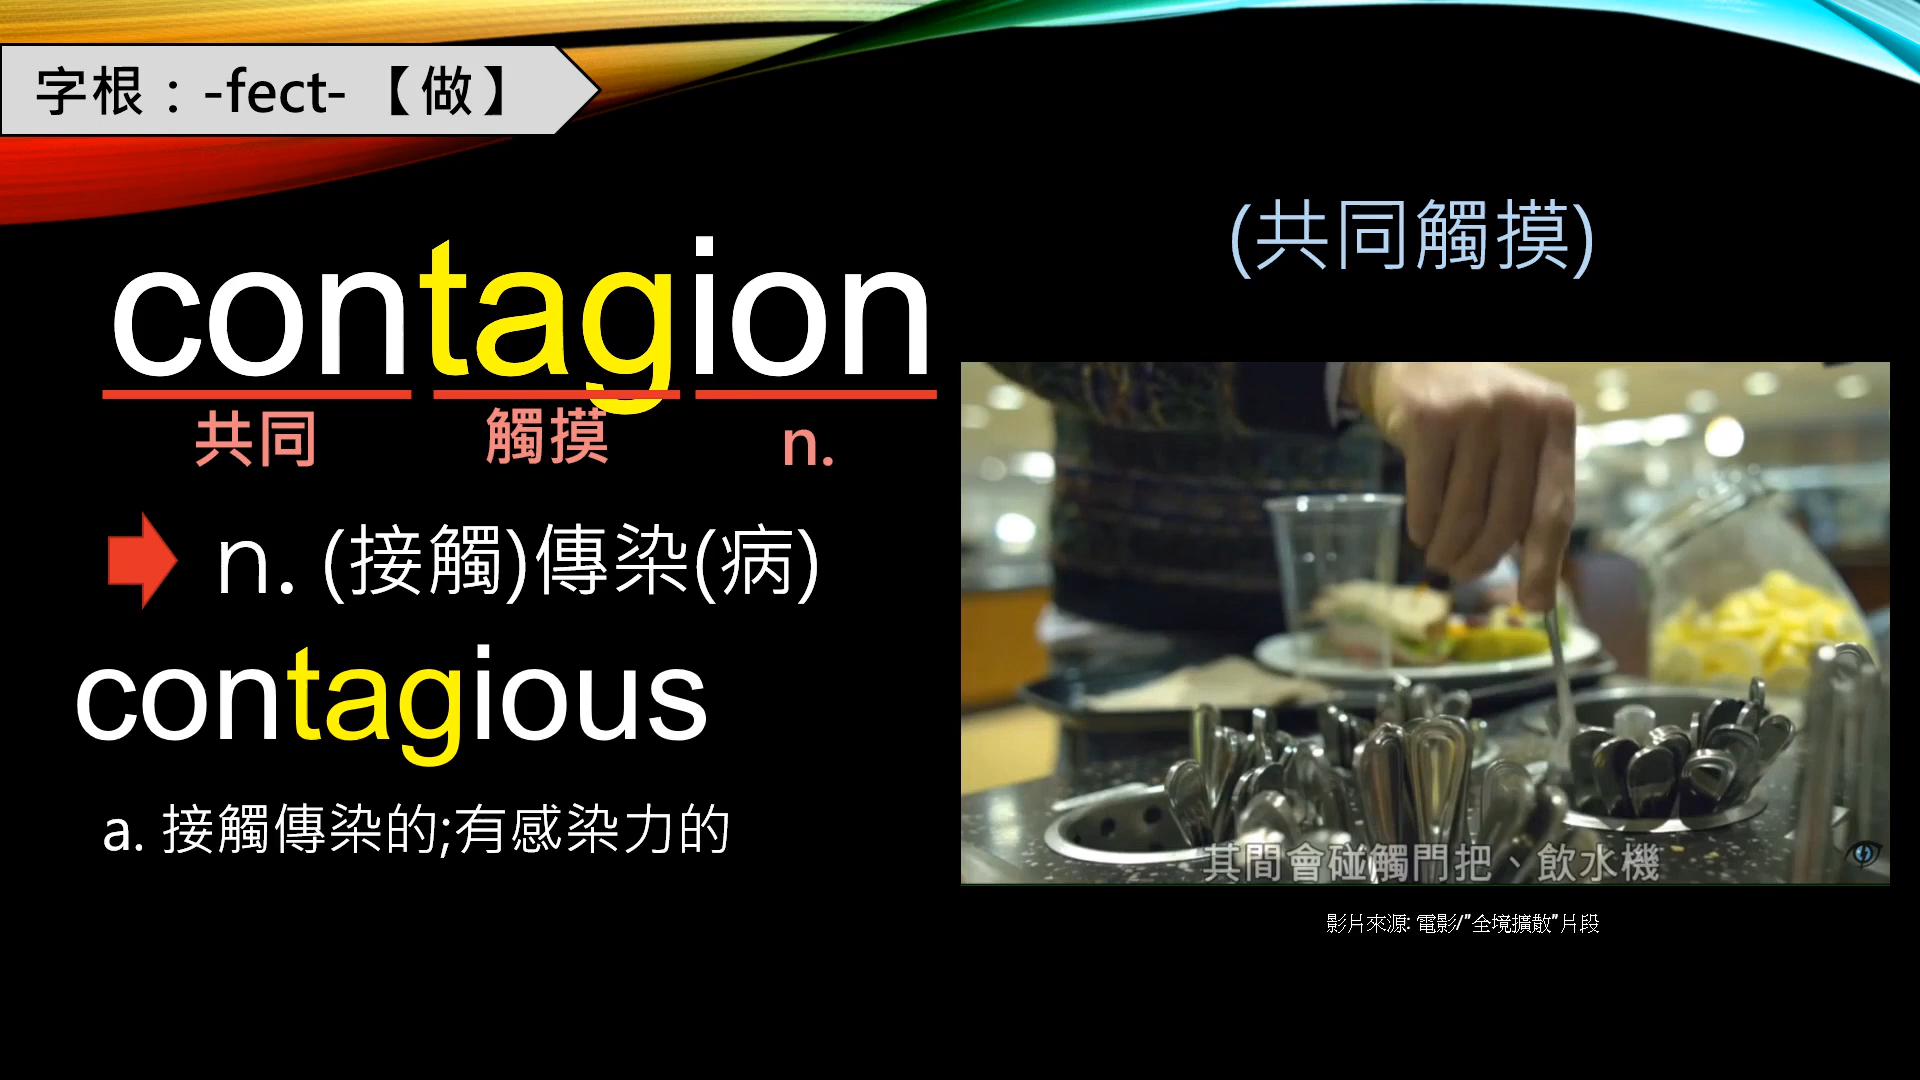 字根：-fect-【做】
(共同觸摸)
contagion
共同 觸摸 n.
n. (接觸)傳染(病)
contagious
a. 接觸傳染的;有感染力的
其間會碰觸門把、飲水機
影片來源: 電影/"全境擴散"片段